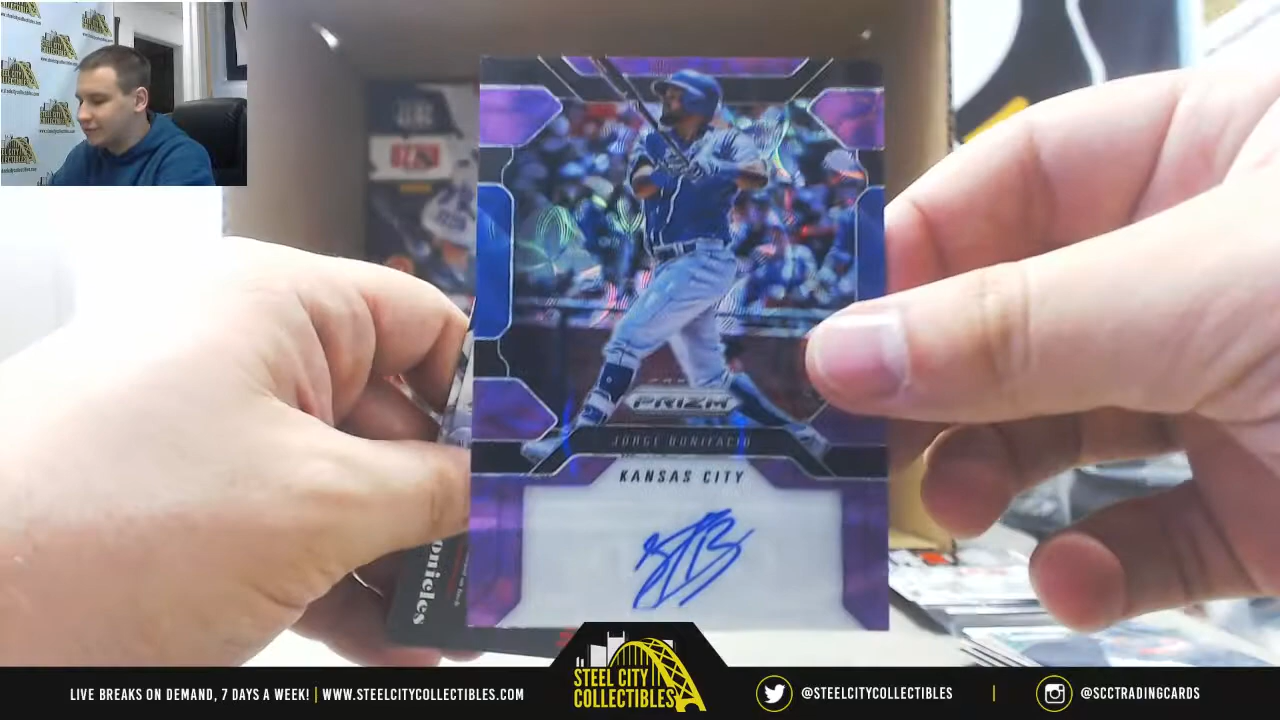 PRIZM
JORGE BONIFACIO
KANSAS CITY
onicles
LIVE BREAKS ON DEMAND, 7 DAYS A WEEK! | WWW.STEELCITYCOLLECTIBLES.COM
STEEL CITY
COLLECTIBLES
@STEELCITYCOLLECTIBLES | @SCCTRADINGCARDS